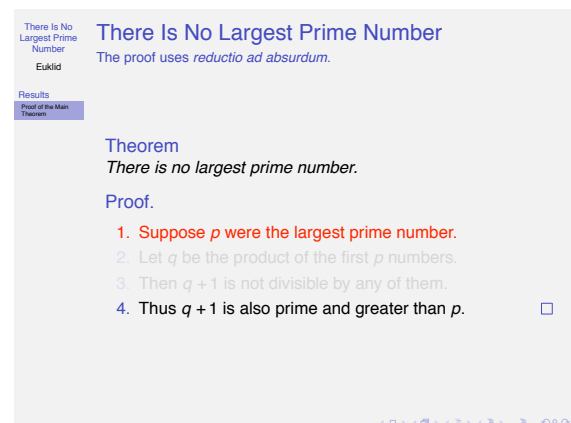 There Is No
Largest Prime
Number
Euklid
Results
Proof of the Main
Theorem
There Is No Largest Prime Number
The proof uses reductio ad absurdum.
Theorem
There is no largest prime number.
Proof.
1. Suppose p were the largest prime number.
2. Let q be the product of the first p numbers.
3. Then q + 1 is not divisible by any of them.
4. Thus q + 1 is also prime and greater than p.